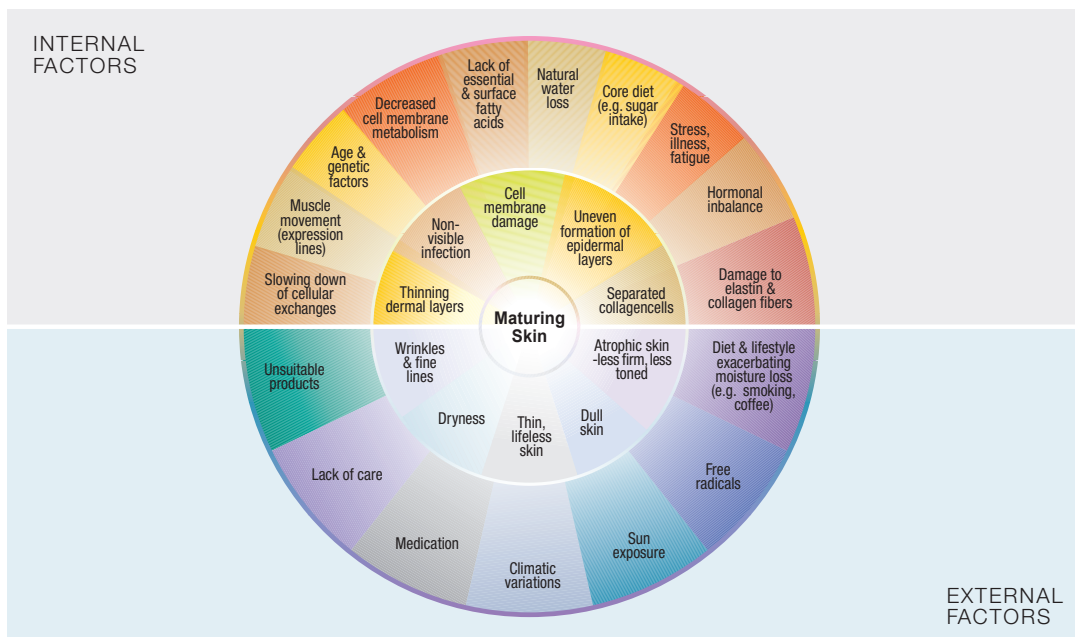 INTERNAL
FACTORS
Lack of
essential
& surface
fatty
acids
Natural
water
loss
Core diet
(e.g. sugar
intake)
Decreased
cell membrane
metabolism
Stress,
illness,
fatigue
Age &
genetic
factors
Hormonal
inbalance
Muscle
movement
(expression
lines)
Slowing down
of cellular
exchanges
Damage to
elastin &
collagen fibers
Cell
membrane
damage
Non-
visible
infection
Uneven
formation of
epidermal
layers
Thinning
dermal layers
Separated
collagencells
Maturing
Skin
Wrinkles
& fine
lines
Atrophic skin
-less firm, less
toned
Dryness
Thin,
lifeless
skin
Dull
skin
Unsuitable
products
Diet & lifestyle
exacerbating
moisture loss
(e.g. smoking,
coffee)
Lack of care
Free
radicals
Medication
Climatic
variations
Sun
exposure
EXTERNAL
FACTORS